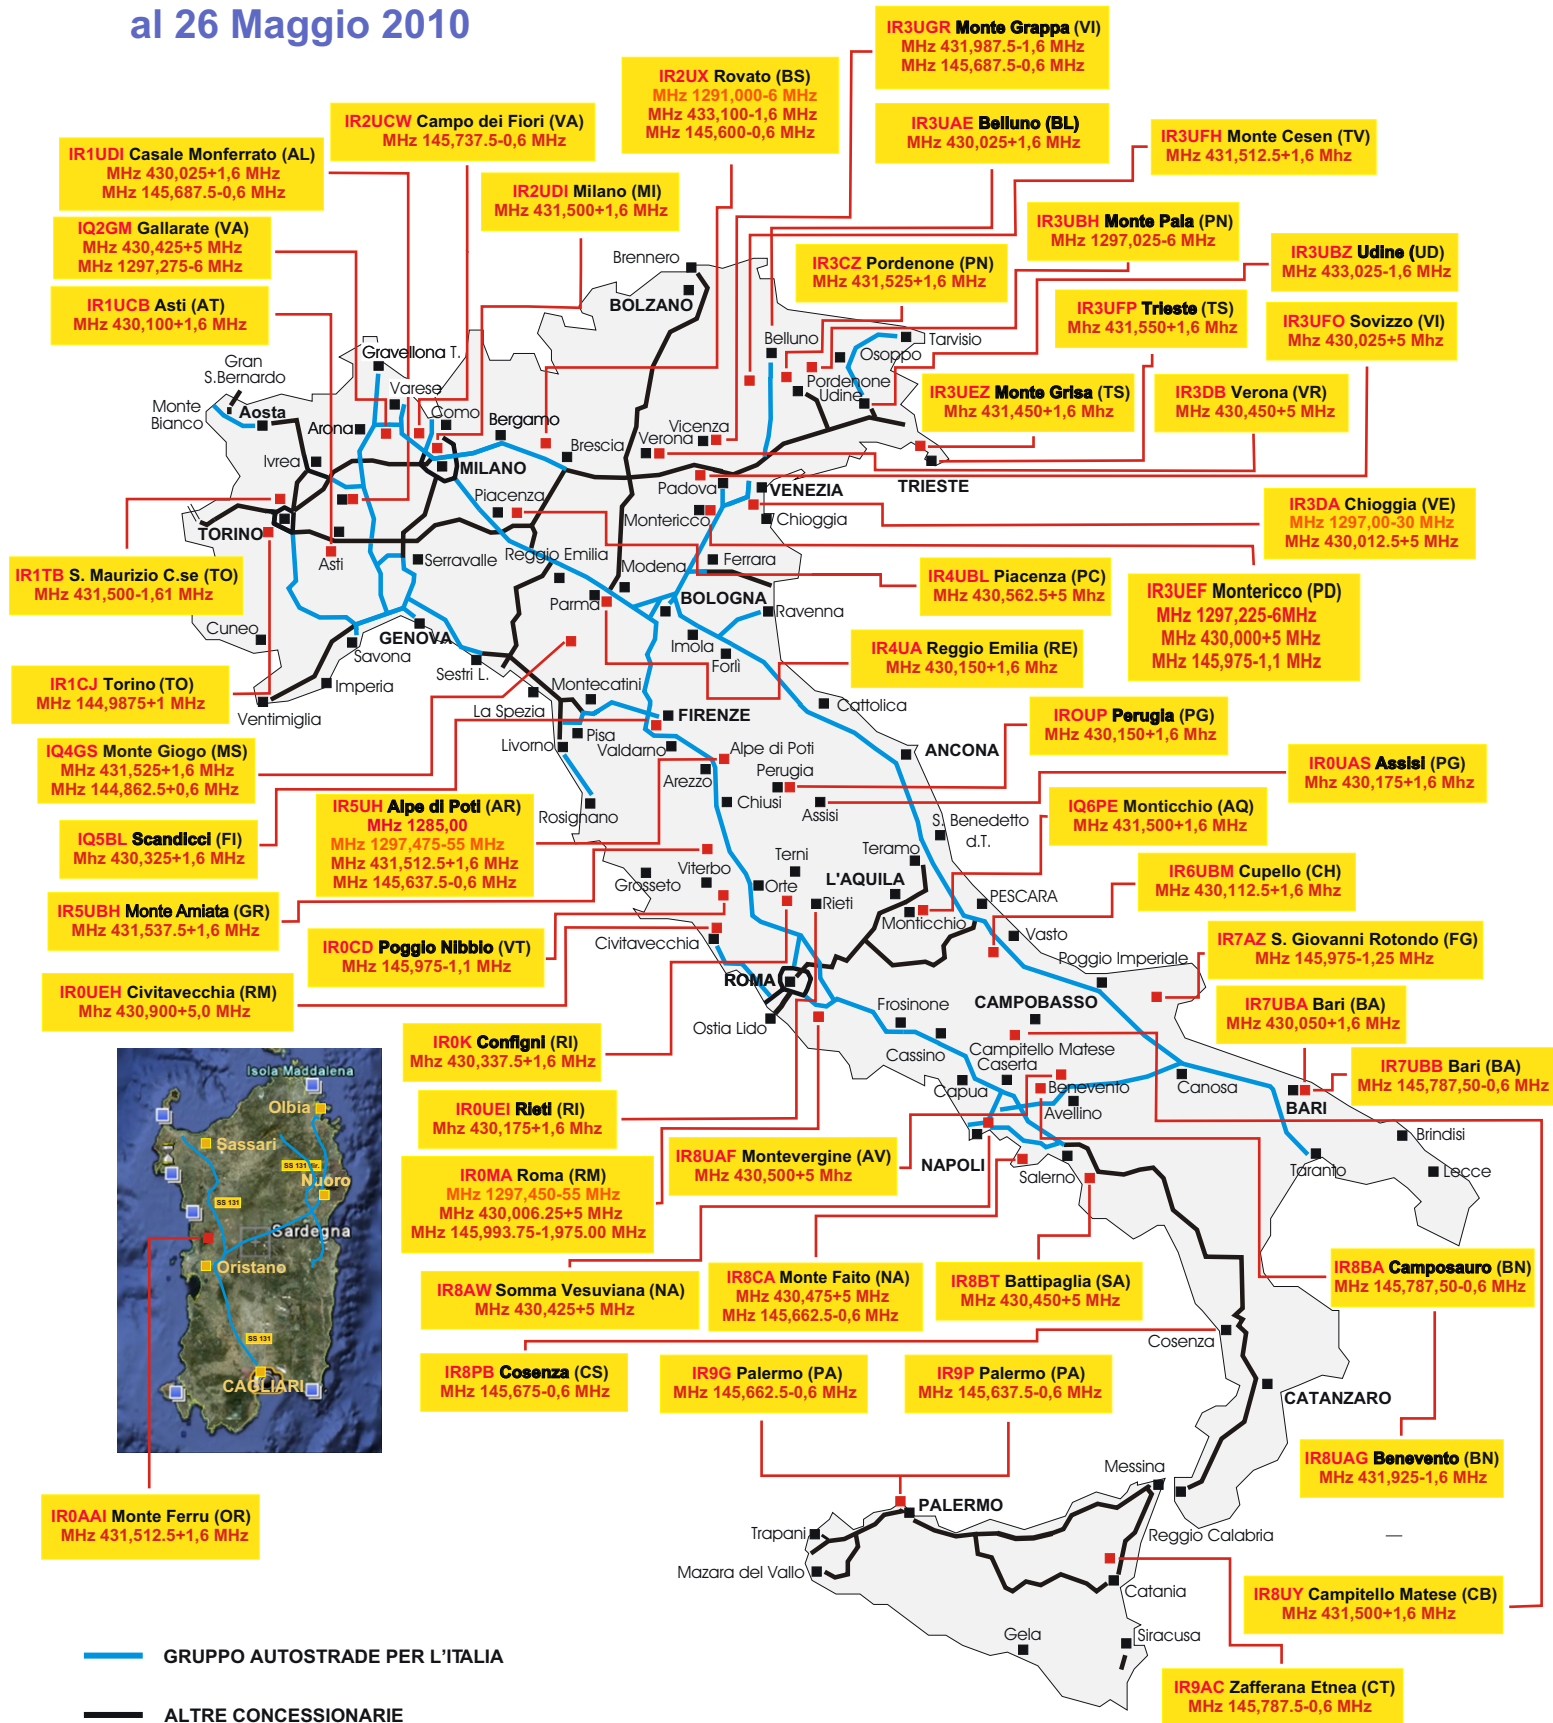 al 26 Maggio 2010
IR3UGR Monte Grappa (VI)
MHz 431,987.5-1,6 MHz
MHz 145,687.5-0,6 MHz
IR2UX Rovato (BS)
MHz 1291,000-6 MHz
MHz 433,100-1,6 MHz
MHz 145,600-0,6 MHz
IR2UCW Campo dei Fiori (VA)
MHz 145,737.5-0,6 MHz
IR3UAE Belluno (BL)
MHz 430,025+1,6 MHz
IR3UFH Monte Cesen (TV)
MHz 431,512.5+1,6 Mhz
IR1UDI Casale Monferrato (AL)
MHz 430,025+1,6 MHz
MHz 145,687.5-0,6 MHz
IR2UDI Milano (MI)
MHz 431,500+1,6 MHz
IQ2GM Gallarate (VA)
MHz 430,425+5 MHz
MHz 1297,275-6 MHz
IR3UBH Monte Pala (PN)
MHz 1297,025-6 MHz
IR3UBZ Udine (UD)
MHz 433,025-1,6 MHz
IR3CZ Pordenone (PN)
MHz 431,525+1,6 MHz
IR1UCB Asti (AT)
MHz 430,100+1,6 MHz
IR3UFP Trieste (TS)
Mhz 431,550+1,6 Mhz
IR3UFO Sovizzo (VI)
Mhz 430,025+5 MHz
IR3UEZ Monte Grisa (TS)
MHz 431,450+1,6 MHz
IR3DB Verona (VR)
MHz 430,450+5 MHz
Brennero
BOLZANO
Belluno
Tarvisio
Osoppo
Pordenone
Udine
Gravellona T.
Gran
S.Bernardo
Varese
Monte
Bianco
Aosta
Arona
Como
Bergamo
Vicenza
Verona
Brescia
Ivrea
MILANO
Padova
VENEZIA
TRIESTE
Piacenza
Montericco
Chioggia
TORINO
Asti
Serravalle
Reggio Emilia
Modena
Ferrara
IR3DA Chioggia (VE)
MHz 1297,00-30 MHz
MHz 430,012.5+5 MHz
IR1TB S. Maurizio C.se (TO)
MHz 431,500-1,61 MHz
IR4UBL Piacenza (PC)
MHz 430,562.5+5 Mhz
IR3UEF Montericco (PD)
MHz 1297,225-6MHz
MHz 430,000+5 MHz
MHz 145,975-1,1 MHz
Parma
BOLOGNA
Ravenna
Cuneo
Savona
GENOVA
Imola
Forlì
Sestri L.
IR4UA Reggio Emilia (RE)
MHz 430,150+1,6 Mhz
IR1CJ Torino (TO)
MHz 144,9875+1 MHz
Ventimiglia
Imperia
La Spezia
Montecatini
FIRENZE
Cattolica
Pisa
Livorno
Valdarno
Alpe di Poti
ANCONA
IROUP Perugia (PG)
MHz 430,150+1,6 MHz
IQ4GS Monte Giogo (MS)
MHz 431,525+1,6 MHz
MHz 144,862.5+0,6 MHz
Arezzo
Perugia
Chiusi
Assisi
Rosignano
IR0UAS Assisi (PG)
Mhz 430,175+1,6 Mhz
IR5UH Alpe di Poti (AR)
MHz 1285,00
MHz 1297,475-55 MHz
MHz 431,512.5+1,6 MHz
MHz 145,637.5-0,6 MHz
IQ5BL Scandicci (FI)
Mhz 430,325+1,6 MHz
IQ6PE Monticchio (AQ)
MHz 431,500+1,6 MHz
S. Benedetto
d.T.
Teramo
Terni
Viterbo
L'AQUILA
Grosseto
Orte
Rieti
Monticchio
PESCARA
IR6UBM Cupello (CH)
MHz 430,112.5+1,6 MHz
IR5UBH Monte Amiata (GR)
MHz 431,537.5+1,6 MHz
IR0CD Poggio Nibbio (VT)
MHz 145,975-1,1 MHz
Civitavecchia
Vasto
Poggio Imperiale
IR7AZ S. Giovanni Rotondo (FG)
MHz 145,975-1,25 MHz
IR0UEH Civitavecchia (RM)
Mhz 430,900+5,0 MHz
ROMA
Ostia Lido
Frosinone
CAMPOBASSO
IR7UBA Bari (BA)
MHz 430,050+1,6 MHz
IR0K Configni (RI)
Mhz 430,337.5+1,6 MHz
Cassino
Campitello Matese
Caserta
Capua
Benevento
Avellino
Canosa
BARI
IR7UBB Bari (BA)
MHz 145,787,50-0,6 MHz
IR0UEI Rieti (RI)
Mhz 430,175+1,6 Mhz
NAPOLI
Salerno
Taranto
Brindisi
Lecce
IR8UAF Montevergine (AV)
MHz 430,500+5 Mhz
IR0MA Roma (RM)
MHz 1297,450-55 MHz
MHz 430,006.25+5 MHz
MHz 145,993.75-1,975.00 MHz
Isola Maddalena
Olbia
Sassari
SS 131 dir.
SS 131
Nuoro
Sardegna
Oristano
SS 131
CAGLIARI
IR8AW Somma Vesuviana (NA)
MHz 430,425+5 MHz
IR8CA Monte Faito (NA)
MHz 430,475+5 MHz
MHz 145,662.5-0,6 MHz
IR8BT Battipaglia (SA)
MHz 430,450+5 MHz
IR8BA Camposauro (BN)
MHz 145,787,50-0,6 MHz
Cosenza
IR8PB Cosenza (CS)
MHz 145,675-0,6 MHz
IR9G Palermo (PA)
MHz 145,662.5-0,6 MHz
IR9P Palermo (PA)
MHz 145,637.5-0,6 MHz
CATANZARO
IR8UAG Benevento (BN)
MHz 431,925-1,6 MHz
Messina
PALERMO
Reggio Calabria
Trapani
Mazara del Vallo
Catania
Gela
Siracusa
IR0AAI Monte Ferru (OR)
MHz 431,512.5+1,6 MHz
IR8UY Campitello Matese (CB)
MHz 431,500+1,6 MHz
IR9AC Zafferana Etnea (CT)
MHz 145,787.5-0,6 MHz
GRUPPO AUTOSTRADE PER L'ITALIA
ALTRE CONCESSIONARIE